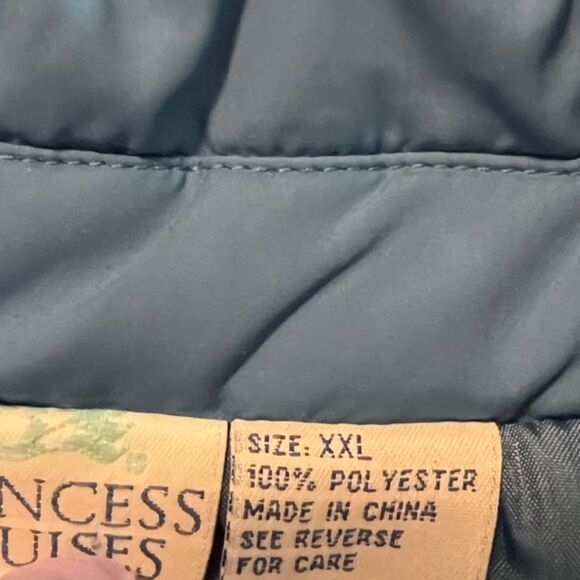 NCESS
UISES
SIZE: XXL
100% POLYESTER
MADE IN CHINA
SEE REVERSE
FOR CARE